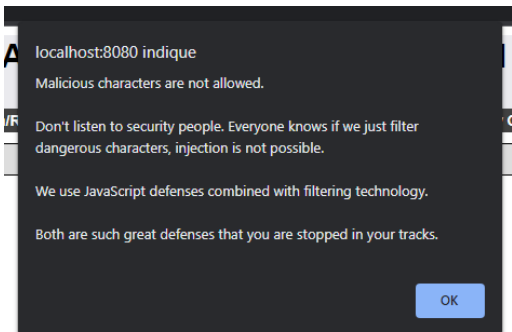 localhost:8080 indique
Malicious characters are not allowed.
Don't listen to security people. Everyone knows if we just filter
dangerous characters, injection is not possible.
We use JavaScript defenses combined with filtering technology.
Both are such great defenses that you are stopped in your tracks.
OK